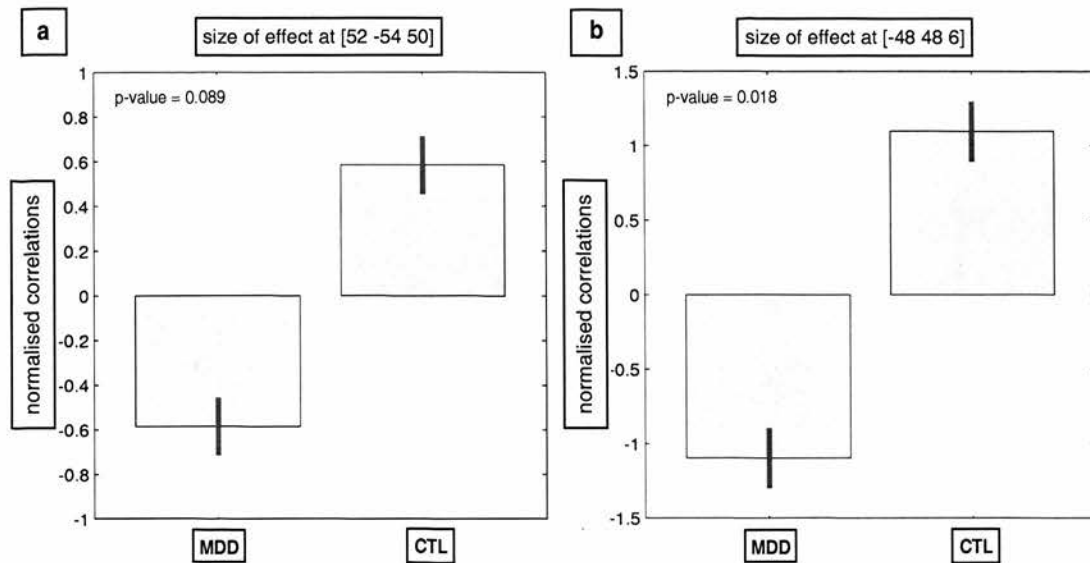 a
size of effect at [52 -54 50]
p-value = 0.089
normalised correlations
1
0.8
0.6
0.4
0.2
0
-0.2
-0.4
-0.6
-0.8
-1
MDD
CTL
b
size of effect at [-48 48 6]
p-value = 0.018
normalised correlations
1.5
1
0.5
0
-0.5
-1
-1.5
MDD
CTL